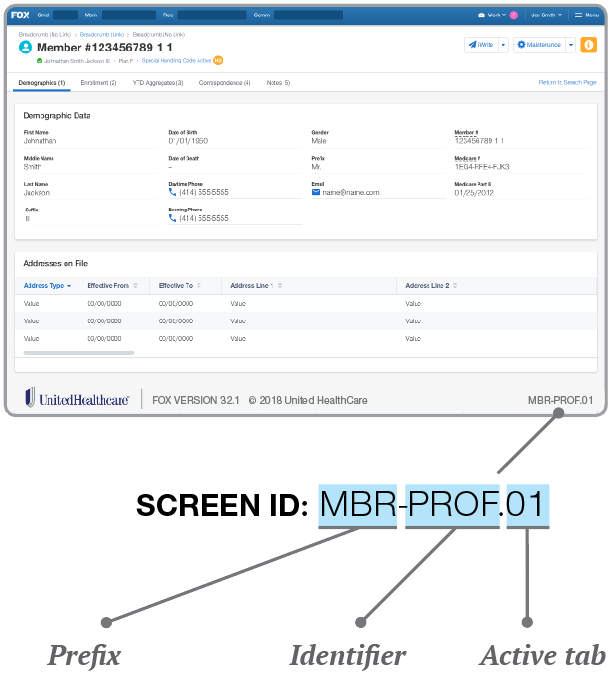 FOX Grid Mem Rec Comm Work Joe Smith Menu
Breadcrumb (No Link) > Breadcrumb (Link) > Breadcrumb (No Link)
Member #123456789 1 1
Write Maintenance
Johnathan Smith Jackson III • Plan F • Special Handling Code Active
Demographics (1) Enrollment (2) YTD Aggregates (3) Correspondence (4) Notes (5) Return to Search Page
Demographic Data
First Name Date of Birth Gender Member #
Johnathan 01/01/1950 Male 123456789 1 1
Middle Name Date of Death Prefix Medicare #
Smith – Mr. 1EG4-RFE4-FJK3
Last Name Daytime Phone Email Medicare Part B
Jackson (414) 555-5555 name@name.com 01/25/2012
Suffix Evening Phone
III (414) 555-5555
Addresses on File
Address Type Effective From Effective To Address Line 1 Address Line 2
Value 00/00/0000 00/00/0000 Value Value
Value 00/00/0000 00/00/0000 Value Value
Value 00/00/0000 00/00/0000 Value Value
UnitedHealthcare FOX VERSION 32.1 © 2018 United HealthCare MBR-PROF.01
SCREEN ID: MBR-PROF.01
Prefix Identifier Active tab